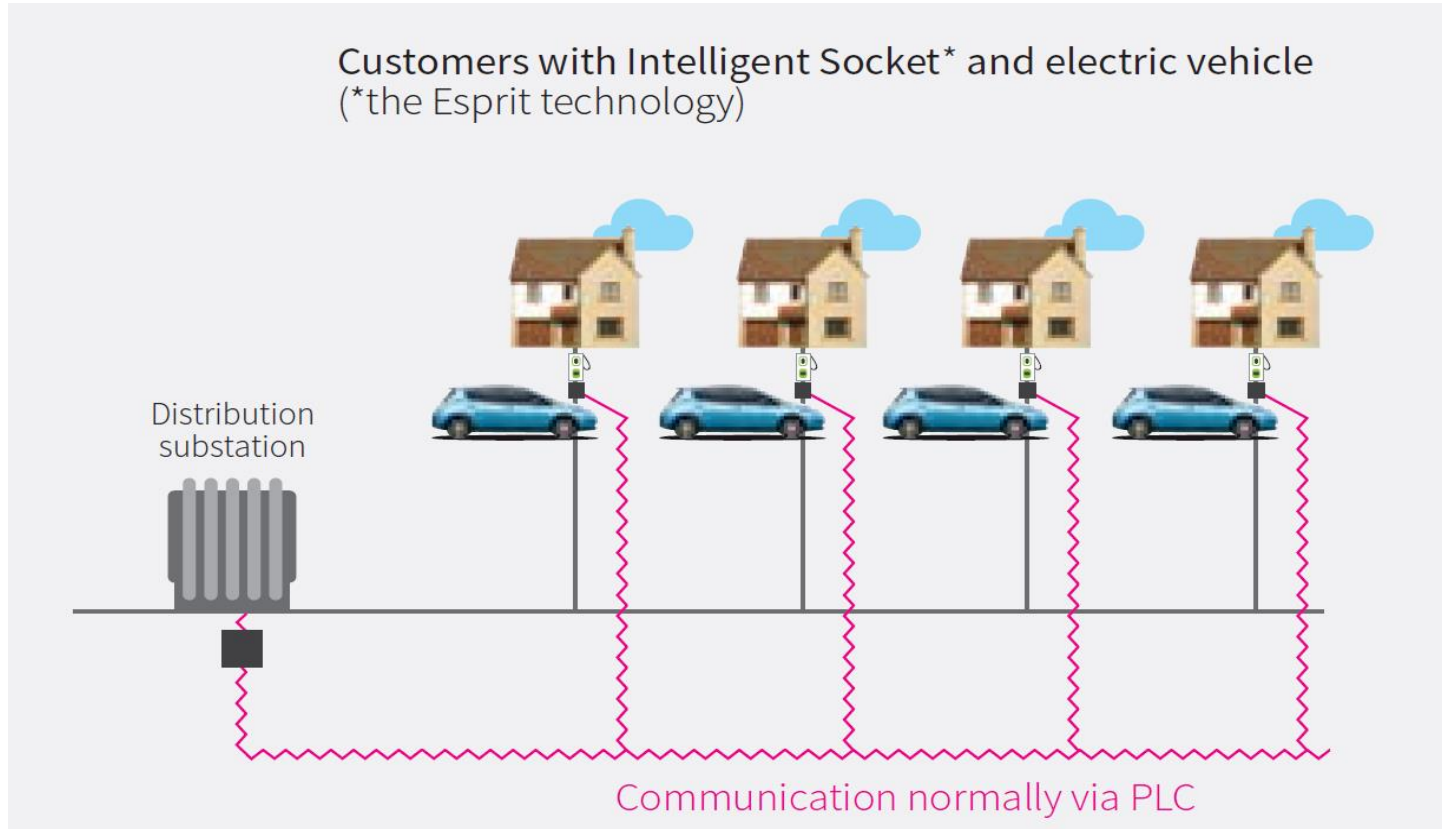 Customers with Intelligent Socket* and electric vehicle
(*the Esprit technology)
Distribution
substation
Communication normally via PLC